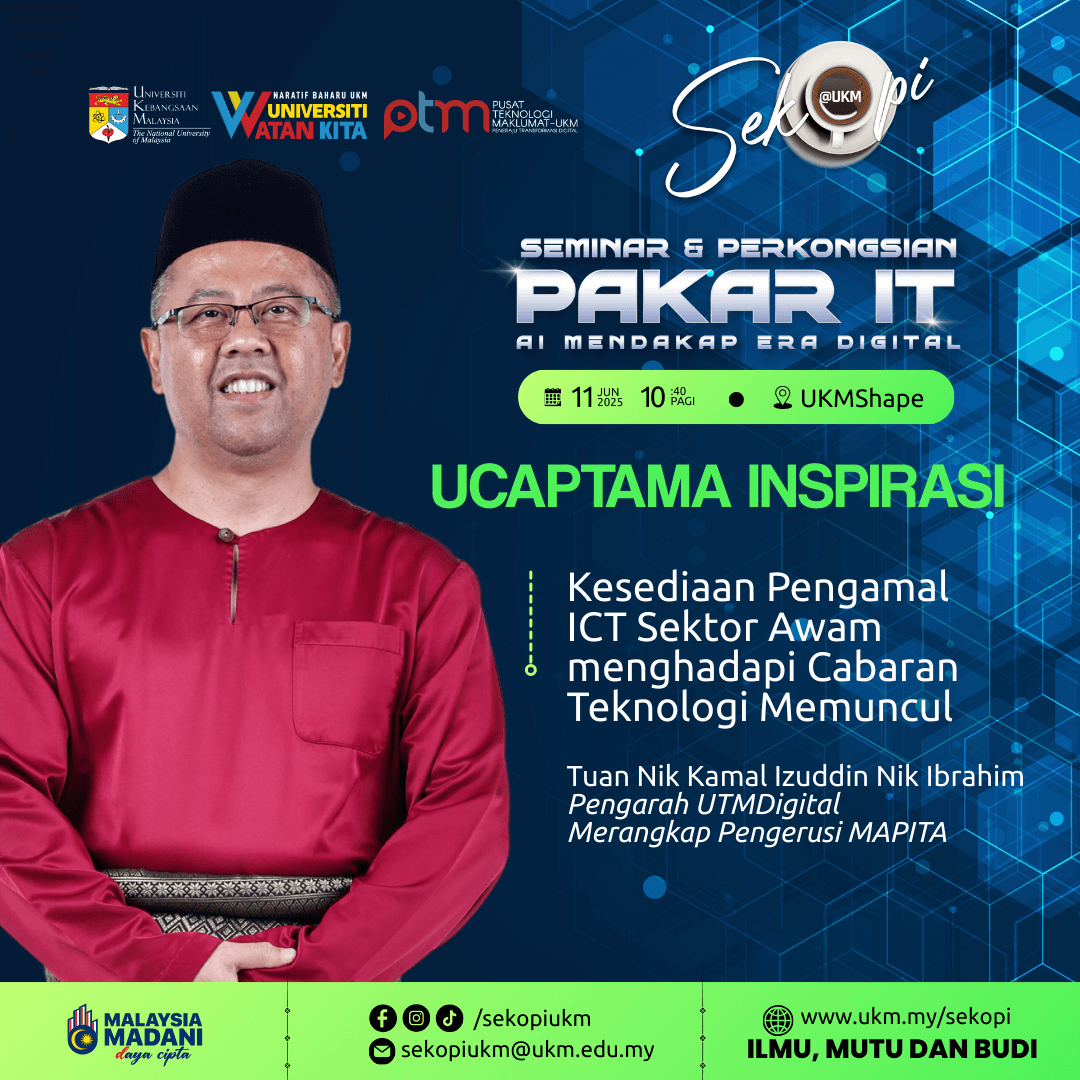 UNIVERSITI
KEBANGSAAN
MALAYSIA
The National University
of Malaysia
NARATIF BAHARU UKM
UNIVERSITI
WATAN KITA
ptm
PUSAT
TEKNOLOGI
MAKLUMAT-UKM
PENERAJU TRANSFORMASI DIGITAL
Sekopi
@UKM
SEMINAR & PERKONGSIAN
PAKAR IT
AI MENDAKAP ERA DIGITAL
11 JUN 2025 10 :40 PAGI UKMShape
UCAPTAMA INSPIRASI
Kesediaan Pengamal
ICT Sektor Awam
menghadapi Cabaran
Teknologi Memuncul
Tuan Nik Kamal Izuddin Nik Ibrahim
Pengarah UTMDigital
Merangkap Pengerusi MAPITA
MALAYSIA
MADANI
daya cipta
/sekopiukm
sekopiukm@ukm.edu.my
www.ukm.my/sekopi
ILMU, MUTU DAN BUDI